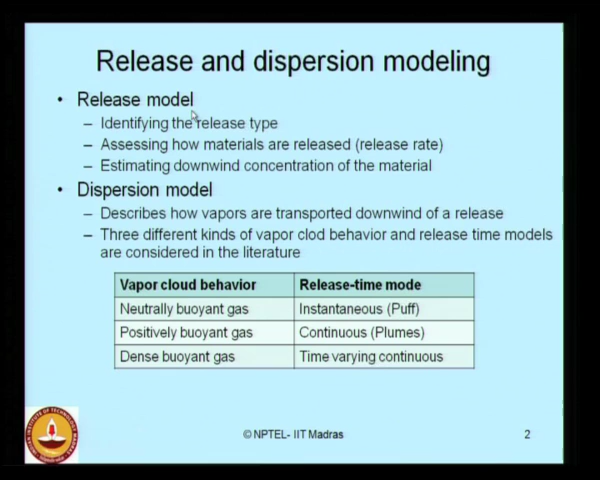 Release and dispersion modeling
• Release model
– Identifying the release type
– Assessing how materials are released (release rate)
– Estimating downwind concentration of the material
• Dispersion model
– Describes how vapors are transported downwind of a release
– Three different kinds of vapor clod behavior and release time models
are considered in the literature
Vapor cloud behavior Release-time mode
Neutrally buoyant gas Instantaneous (Puff)
Positively buoyant gas Continuous (Plumes)
Dense buoyant gas Time varying continuous
© NPTEL- IIT Madras
2